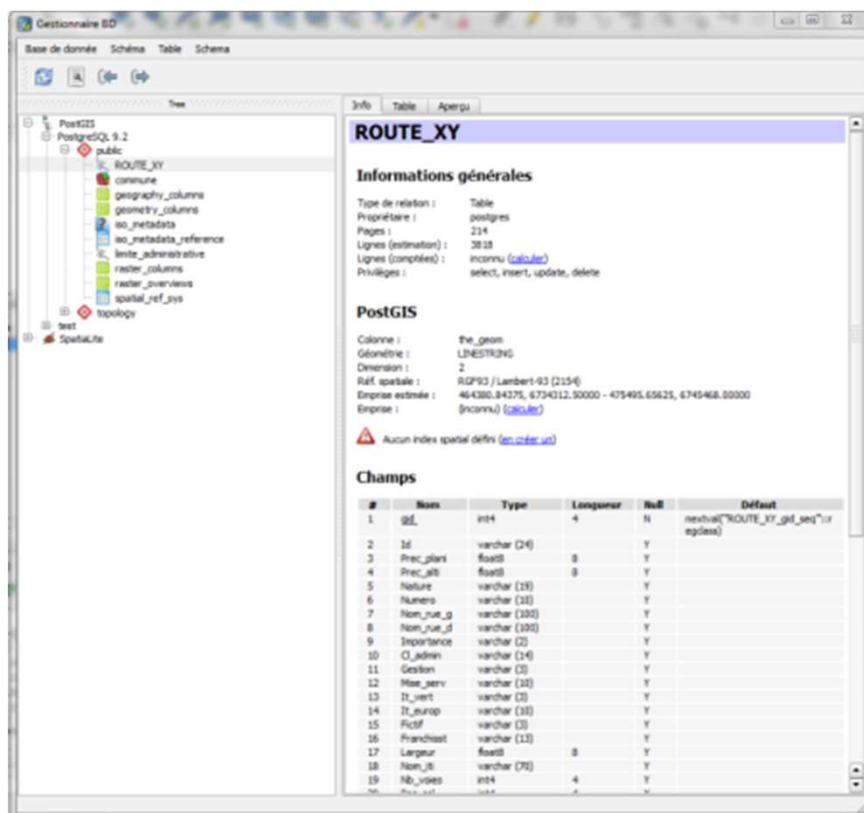 Gestionnaire BD
Base de donnée Schéma Table Schema
Tree
PostGIS
PostgreSQL 9.2
public
ROUTE_XY
commune
geography_columns
geometry_columns
iso_metadata
iso_metadata_reference
limite_administrative
raster_columns
raster_overviews
spatial_ref_sys
topology
test
SpatiaLite
Info Table Aperçu
ROUTE_XY
Informations générales
Type de relation : Table
Propriétaire : postgres
Pages : 214
Lignes (estimation) : 3818
Lignes (comptées) : inconnu (calculer)
Privilèges : select, insert, update, delete
PostGIS
Colonne : the_geom
Géométrie : LINESTRING
Dimension : 2
Réf. spatiale : RGF93 / Lambert-93 (2154)
Emprise estimée : 464380.84375, 6734312.50000 - 475495.65625, 6745468.00000
Emprise : (inconnu) (calculer)
Aucun index spatial défini (en créer un)
Champs
# Nom Type Longueur Null Défaut
1 gid int4 4 N nextval('"ROUTE_XY_gid_seq"'::r
egclass)
2 Id varchar (24) Y
3 Prec_plani float8 8 Y
4 Prec_alti float8 8 Y
5 Nature varchar (19) Y
6 Numero varchar (10) Y
7 Nom_rue_g varchar (100) Y
8 Nom_rue_d varchar (100) Y
9 Importance varchar (2) Y
10 Cl_admin varchar (14) Y
11 Gestion varchar (3) Y
12 Mise_serv varchar (10) Y
13 It_vert varchar (3) Y
14 It_europ varchar (10) Y
15 Fictif varchar (3) Y
16 Franchisst varchar (13) Y
17 Largeur float8 8 Y
18 Nom_iti varchar (70) Y
19 Nb_voies int4 4 Y